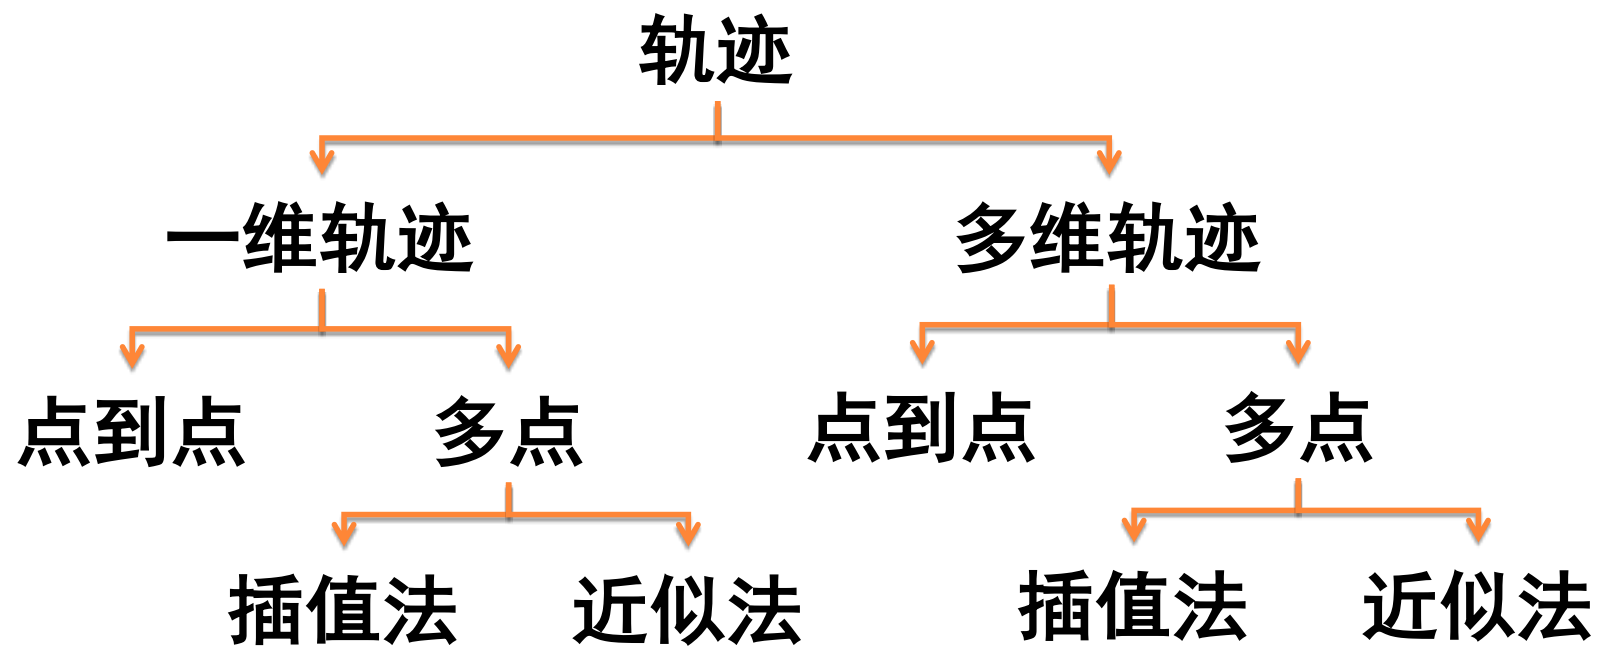 轨迹
一维轨迹
多维轨迹
点到点
多点
点到点
多点
插值法
近似法
插值法
近似法